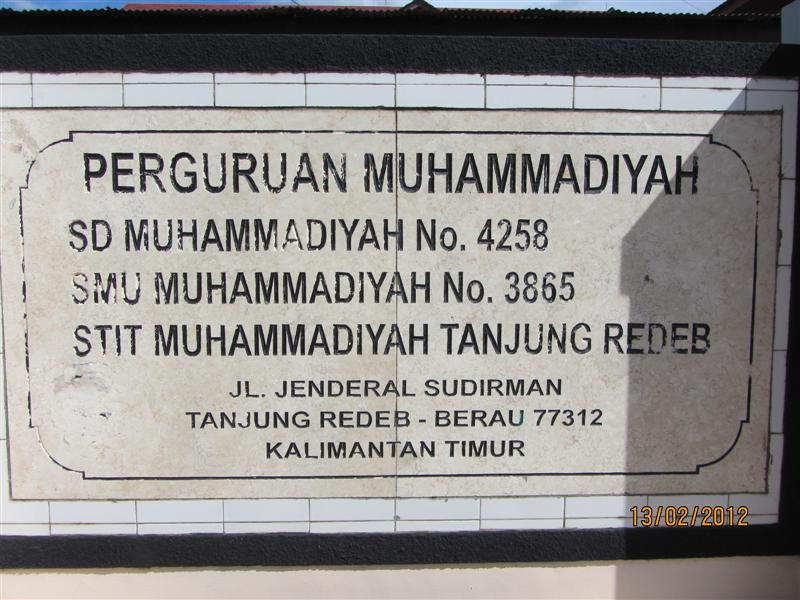 PERGURUAN MUHAMMADIYAH
SD MUHAMMADIYAH No. 4258
SMU MUHAMMADIYAH No. 3865
STIT MUHAMMADIYAH TANJUNG REDEB
JL. JENDERAL SUDIRMAN
TANJUNG REDEB - BERAU 77312
KALIMANTAN TIMUR
13/02/2012